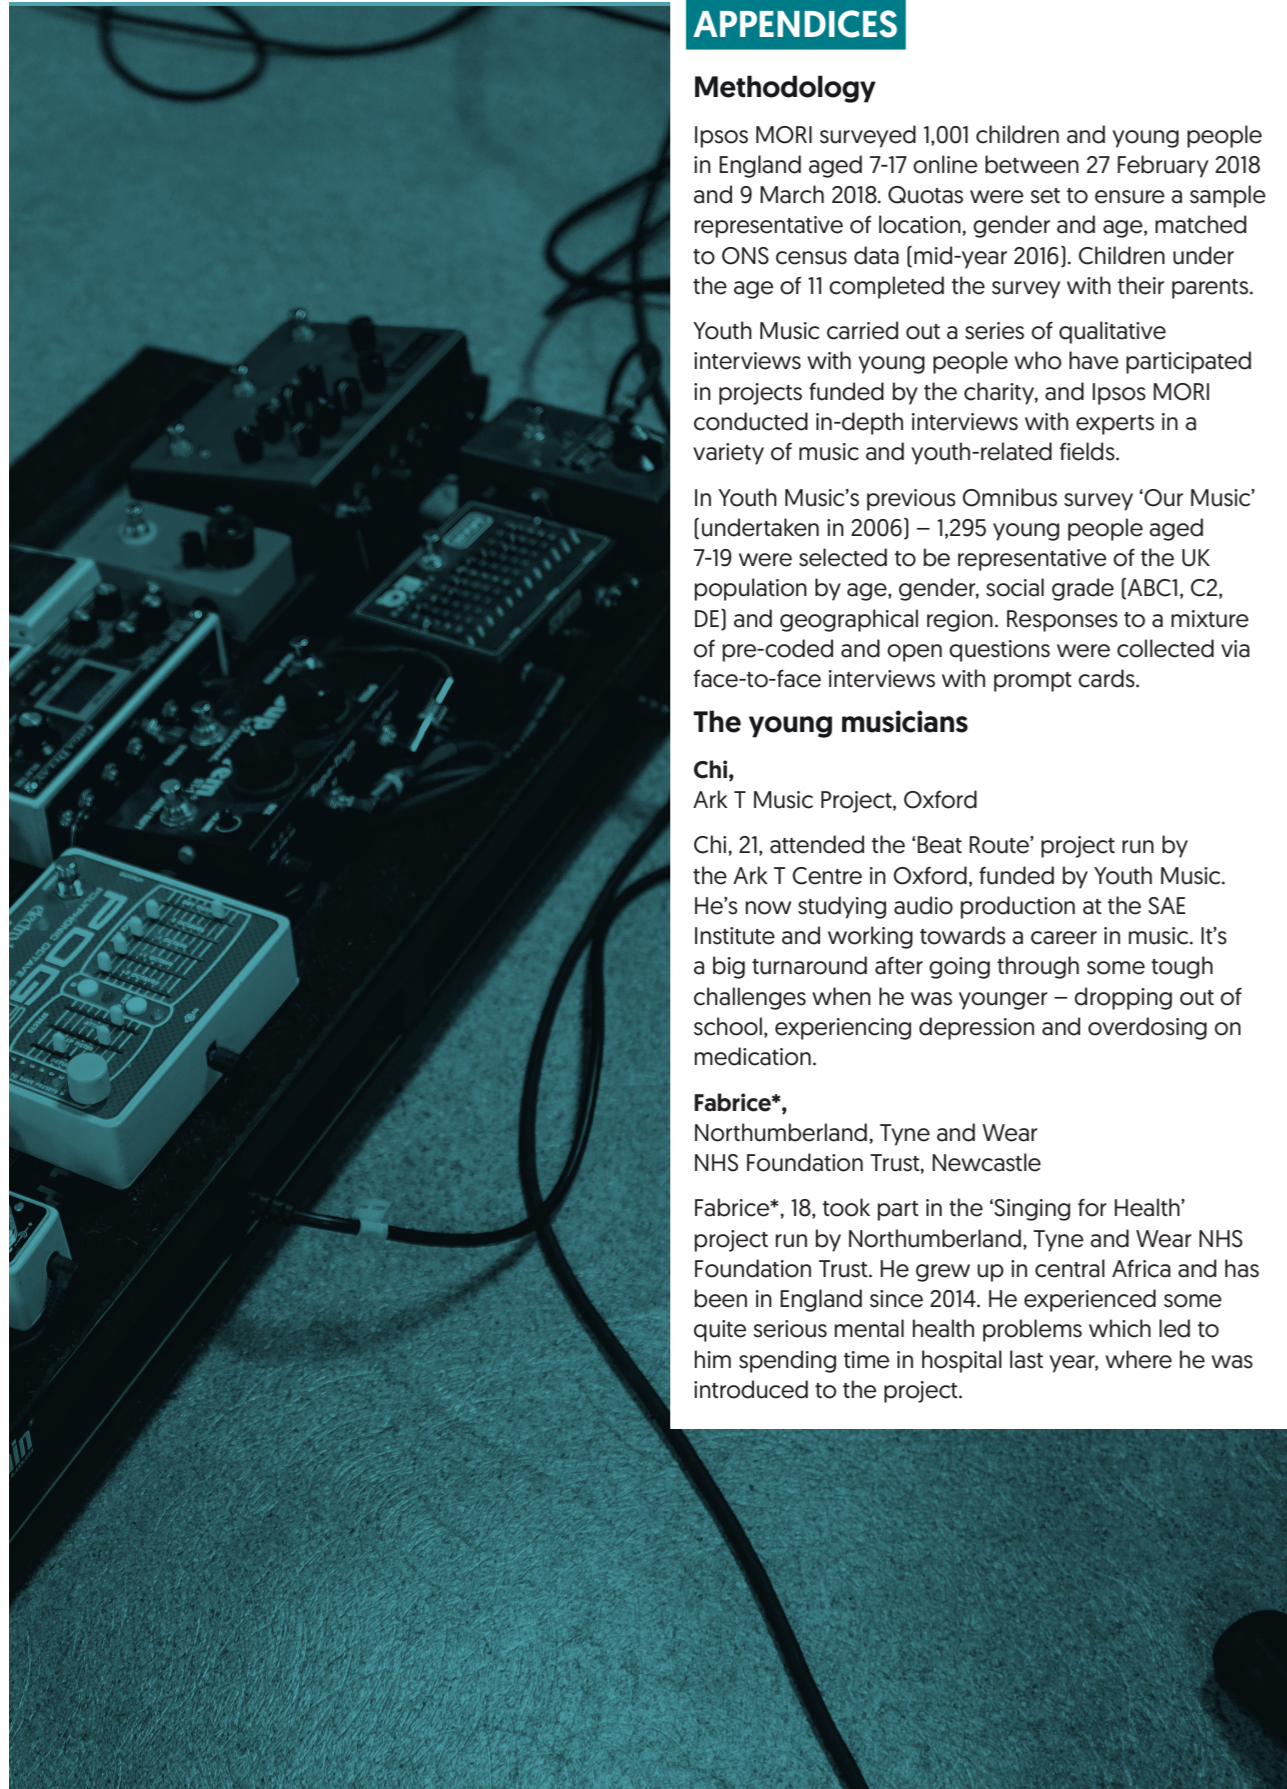 APPENDICES
Methodology
Ipsos MORI surveyed 1,001 children and young people
in England aged 7-17 online between 27 February 2018
and 9 March 2018. Quotas were set to ensure a sample
representative of location, gender and age, matched
to ONS census data (mid-year 2016). Children under
the age of 11 completed the survey with their parents.
Youth Music carried out a series of qualitative
interviews with young people who have participated
in projects funded by the charity, and Ipsos MORI
conducted in-depth interviews with experts in a
variety of music and youth-related fields.
In Youth Music’s previous Omnibus survey ‘Our Music’
(undertaken in 2006) – 1,295 young people aged
7-19 were selected to be representative of the UK
population by age, gender, social grade (ABC1, C2,
DE) and geographical region. Responses to a mixture
of pre-coded and open questions were collected via
face-to-face interviews with prompt cards.
The young musicians
Chi,
Ark T Music Project, Oxford
Chi, 21, attended the ‘Beat Route’ project run by
the Ark T Centre in Oxford, funded by Youth Music.
He’s now studying audio production at the SAE
Institute and working towards a career in music. It’s
a big turnaround after going through some tough
challenges when he was younger – dropping out of
school, experiencing depression and overdosing on
medication.
Fabrice*,
Northumberland, Tyne and Wear
NHS Foundation Trust, Newcastle
Fabrice*, 18, took part in the ‘Singing for Health’
project run by Northumberland, Tyne and Wear NHS
Foundation Trust. He grew up in central Africa and has
been in England since 2014. He experienced some
quite serious mental health problems which led to
him spending time in hospital last year, where he was
introduced to the project.
POG